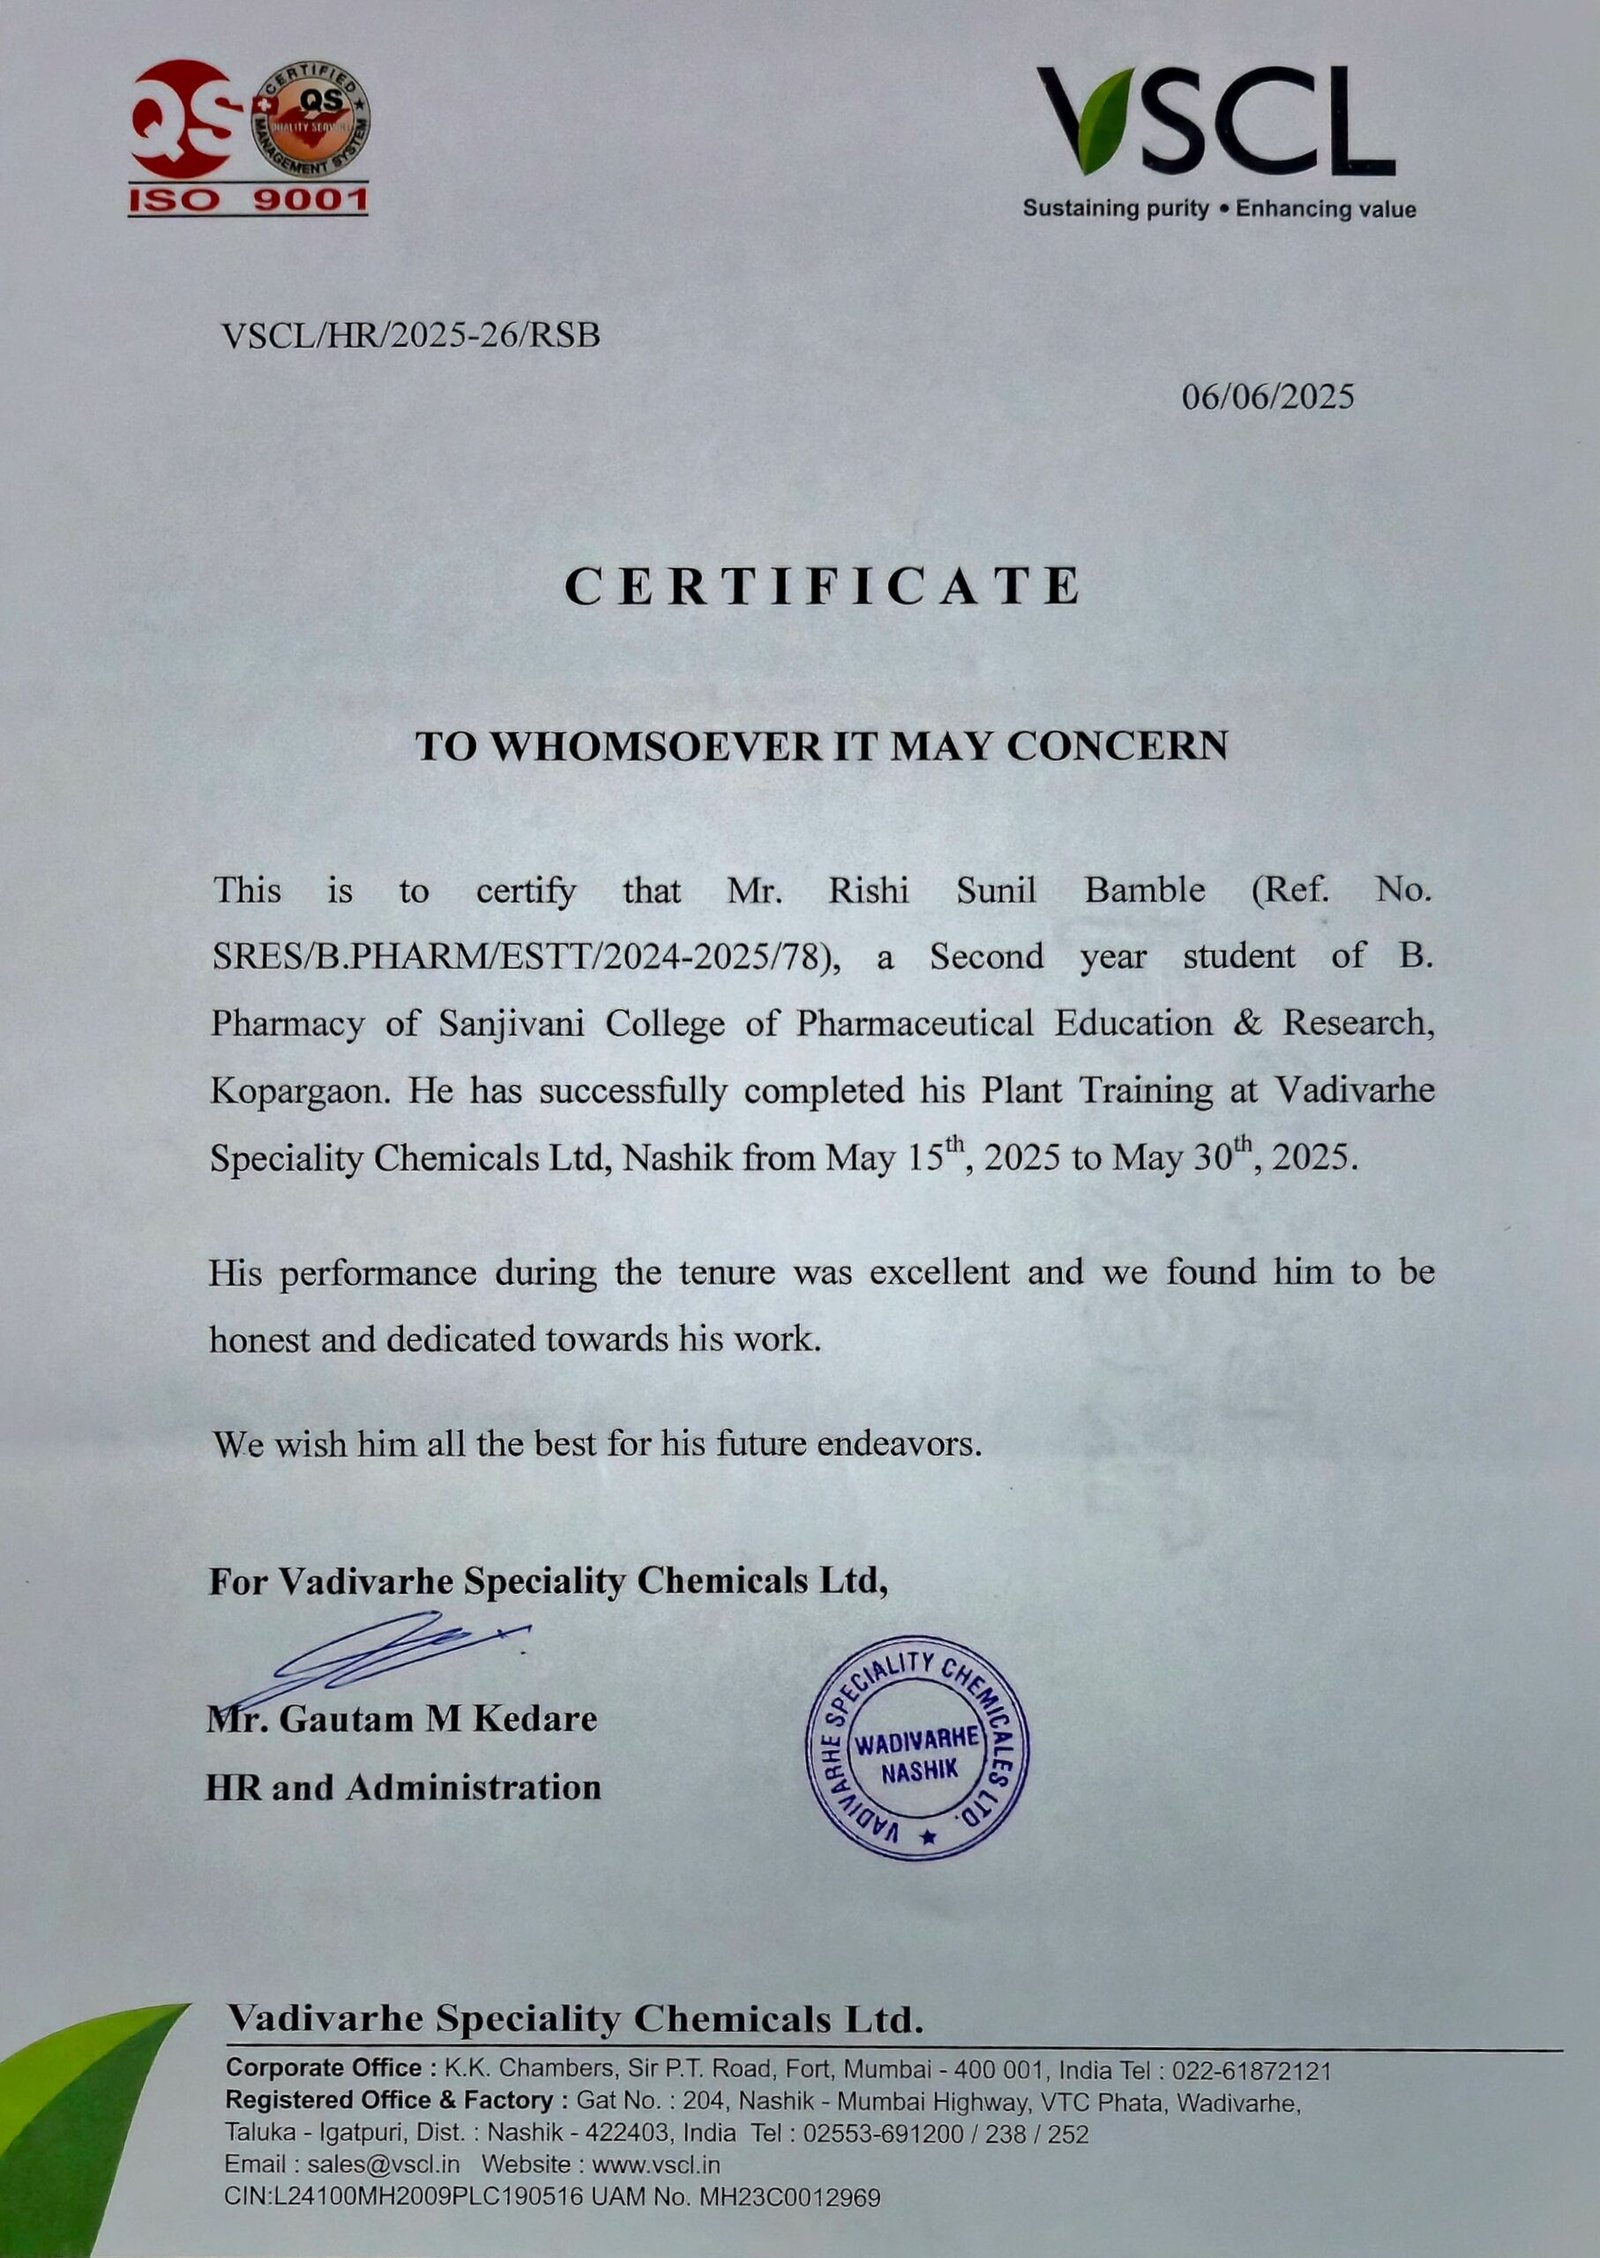 QS
CERTIFIED
QS
QUALITY SERVICE
MANAGEMENT SYSTEM
ISO 9001
VSCL
Sustaining purity • Enhancing value
VSCL/HR/2025-26/RSB
06/06/2025
CERTIFICATE
TO WHOMSOEVER IT MAY CONCERN
This is to certify that Mr. Rishi Sunil Bamble (Ref. No.
SRES/B.PHARM/ESTT/2024-2025/78), a Second year student of B.
Pharmacy of Sanjivani College of Pharmaceutical Education & Research,
Kopargaon. He has successfully completed his Plant Training at Vadivarhe
Speciality Chemicals Ltd, Nashik from May 15th, 2025 to May 30th, 2025.
His performance during the tenure was excellent and we found him to be
honest and dedicated towards his work.
We wish him all the best for his future endeavors.
For Vadivarhe Speciality Chemicals Ltd,
Mr. Gautam M Kedare
HR and Administration
VADIVARHE SPECIALITY CHEMICALES LTD.
WADIVARHE
NASHIK
Vadivarhe Speciality Chemicals Ltd.
Corporate Office : K.K. Chambers, Sir P.T. Road, Fort, Mumbai - 400 001, India Tel : 022-61872121
Registered Office & Factory : Gat No. : 204, Nashik - Mumbai Highway, VTC Phata, Wadivarhe,
Taluka - Igatpuri, Dist. : Nashik - 422403, India Tel : 02553-691200 / 238 / 252
Email : sales@vscl.in Website : www.vscl.in
CIN:L24100MH2009PLC190516 UAM No. MH23C0012969